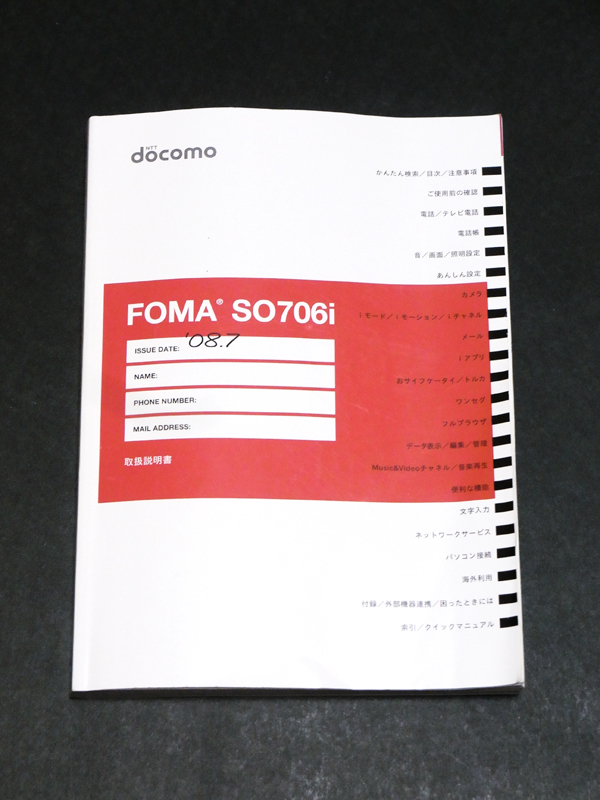 NTT
docomo
かんたん検索／目次／注意事項
ご使用前の確認
電話／テレビ電話
電話帳
音／画面／照明設定
あんしん設定
カメラ
iモード／iモーション／iチャネル
メール
iアプリ
おサイフケータイ／トルカ
ワンセグ
フルブラウザ
データ表示／編集／管理
Music&Videoチャネル／音楽再生
便利な機能
文字入力
ネットワークサービス
パソコン接続
海外利用
付録／外部機器連携／困ったときには
索引／クイックマニュアル
FOMA® SO706i
ISSUE DATE: '08.7
NAME:
PHONE NUMBER:
MAIL ADDRESS:
取扱説明書